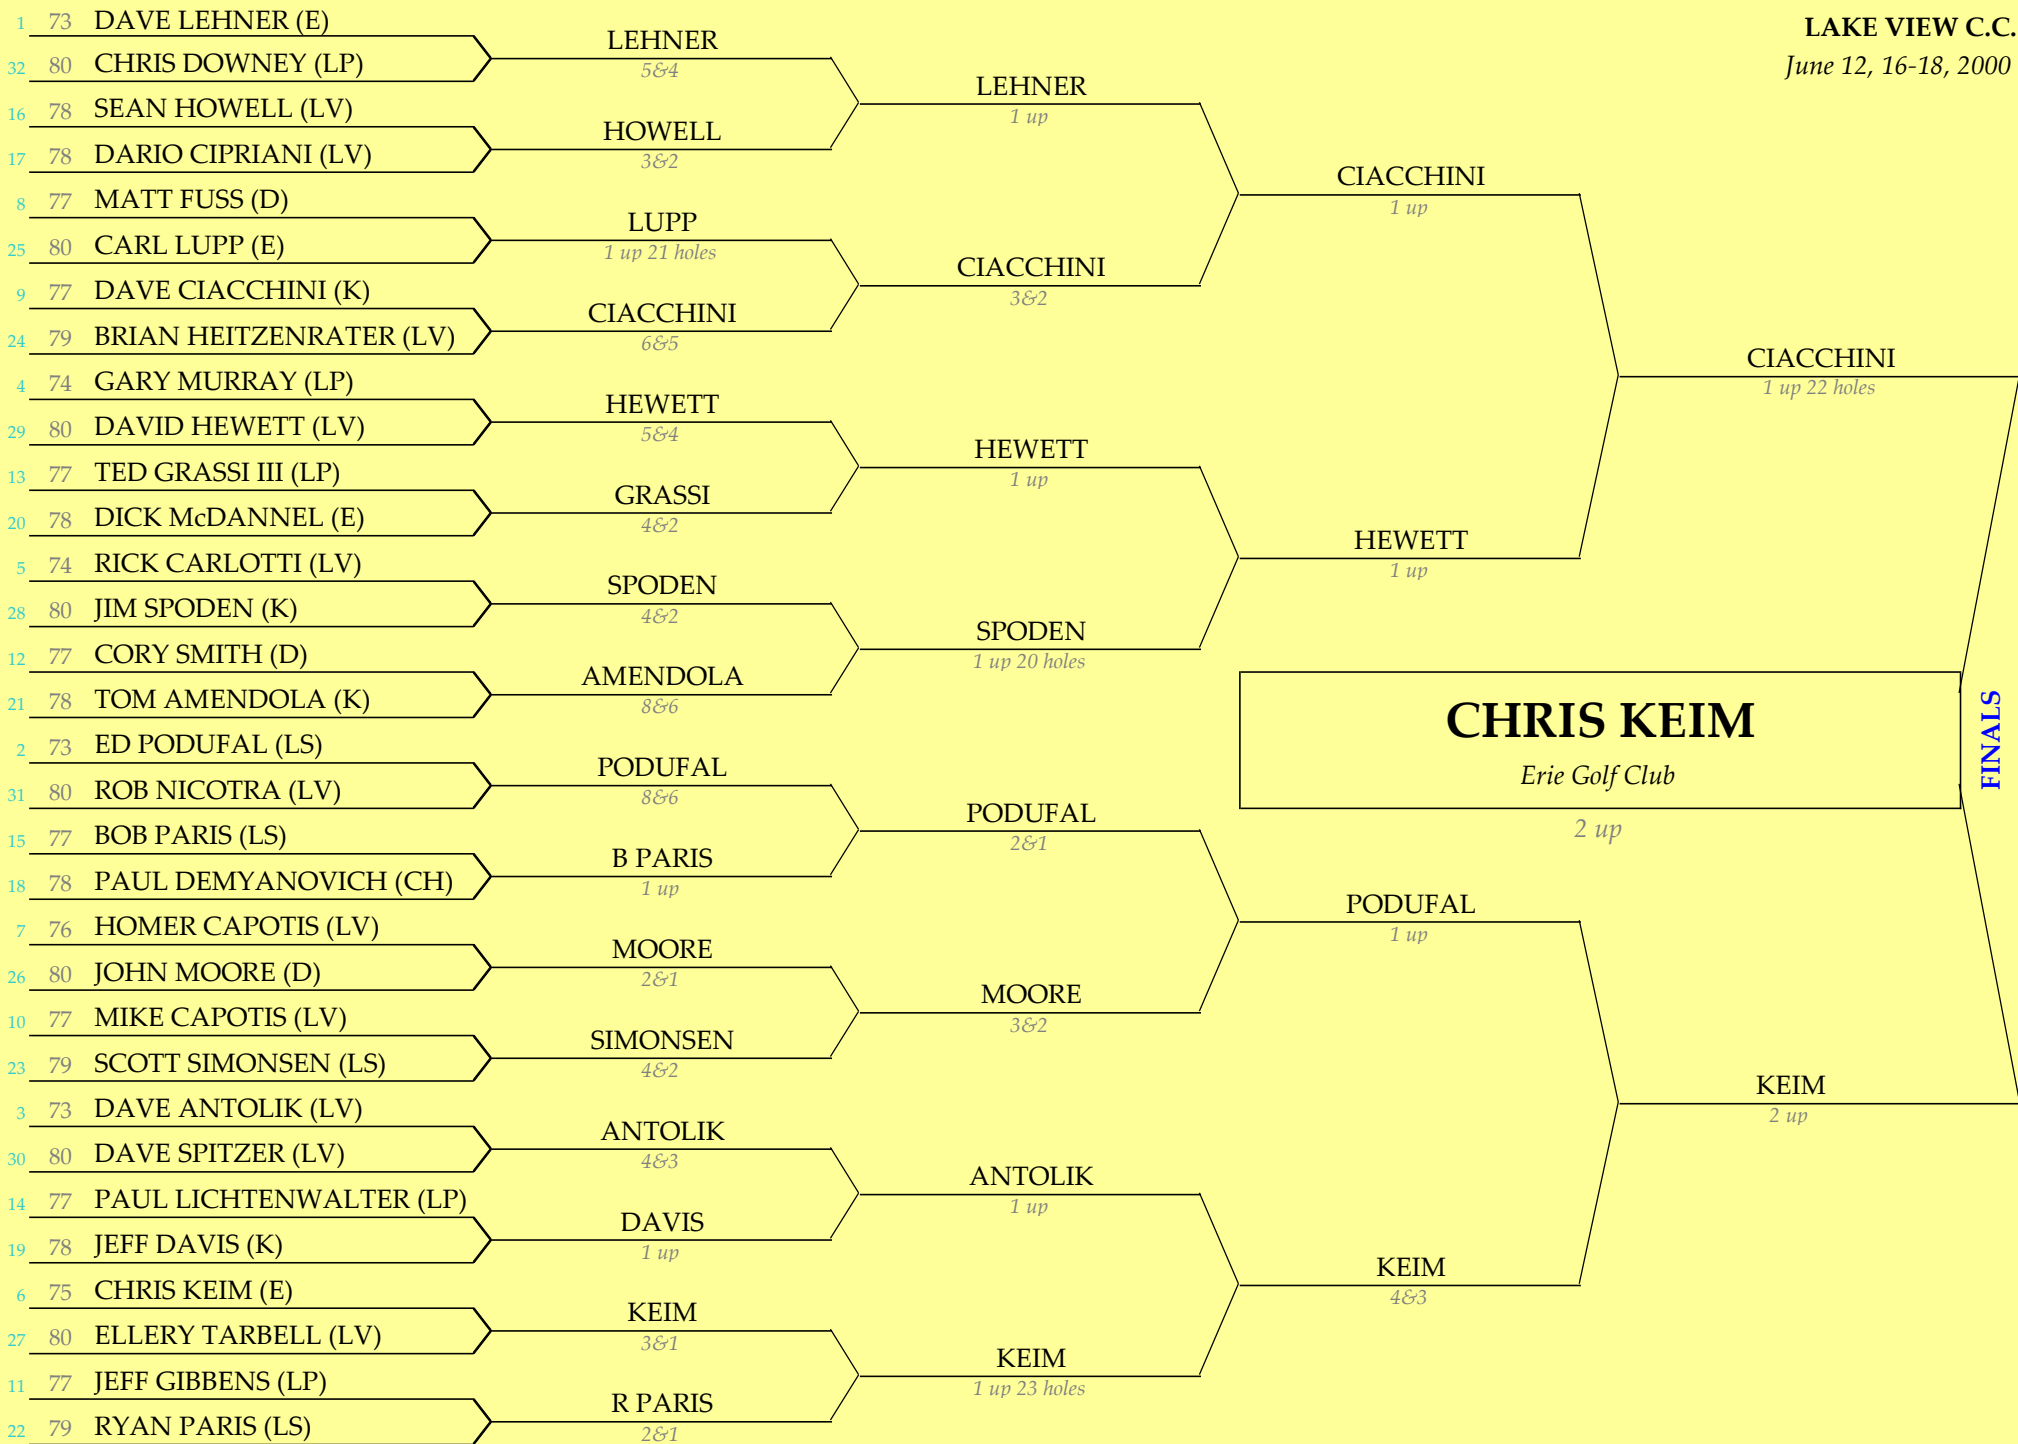 LAKE VIEW C.C.
June 12, 16-18, 2000
1 73 DAVE LEHNER (E)
32 80 CHRIS DOWNEY (LP)
16 78 SEAN HOWELL (LV)
17 78 DARIO CIPRIANI (LV)
8 77 MATT FUSS (D)
25 80 CARL LUPP (E)
9 77 DAVE CIACCHINI (K)
24 79 BRIAN HEITZENRATER (LV)
4 74 GARY MURRAY (LP)
29 80 DAVID HEWETT (LV)
13 77 TED GRASSI III (LP)
20 78 DICK McDANNEL (E)
5 74 RICK CARLOTTI (LV)
28 80 JIM SPODEN (K)
12 77 CORY SMITH (D)
21 78 TOM AMENDOLA (K)
2 73 ED PODUFAL (LS)
31 80 ROB NICOTRA (LV)
15 77 BOB PARIS (LS)
18 78 PAUL DEMYANOVICH (CH)
7 76 HOMER CAPOTIS (LV)
26 80 JOHN MOORE (D)
10 77 MIKE CAPOTIS (LV)
23 79 SCOTT SIMONSEN (LS)
3 73 DAVE ANTOLIK (LV)
30 80 DAVE SPITZER (LV)
14 77 PAUL LICHTENWALTER (LP)
19 78 JEFF DAVIS (K)
6 75 CHRIS KEIM (E)
27 80 ELLERY TARBELL (LV)
11 77 JEFF GIBBENS (LP)
22 79 RYAN PARIS (LS)
LEHNER
5&4
HOWELL
3&2
LUPP
1 up 21 holes
CIACCHINI
6&5
HEWETT
5&4
GRASSI
4&2
SPODEN
4&2
AMENDOLA
8&6
PODUFAL
8&6
B PARIS
1 up
MOORE
2&1
SIMONSEN
4&2
ANTOLIK
4&3
DAVIS
1 up
KEIM
3&1
R PARIS
2&1
LEHNER
1 up
CIACCHINI
3&2
HEWETT
1 up
SPODEN
1 up 20 holes
PODUFAL
2&1
MOORE
3&2
ANTOLIK
1 up
KEIM
1 up 23 holes
CIACCHINI
1 up
HEWETT
1 up
PODUFAL
1 up
KEIM
4&3
CIACCHINI
1 up 22 holes
KEIM
2 up
FINALS
CHRIS KEIM
Erie Golf Club
2 up